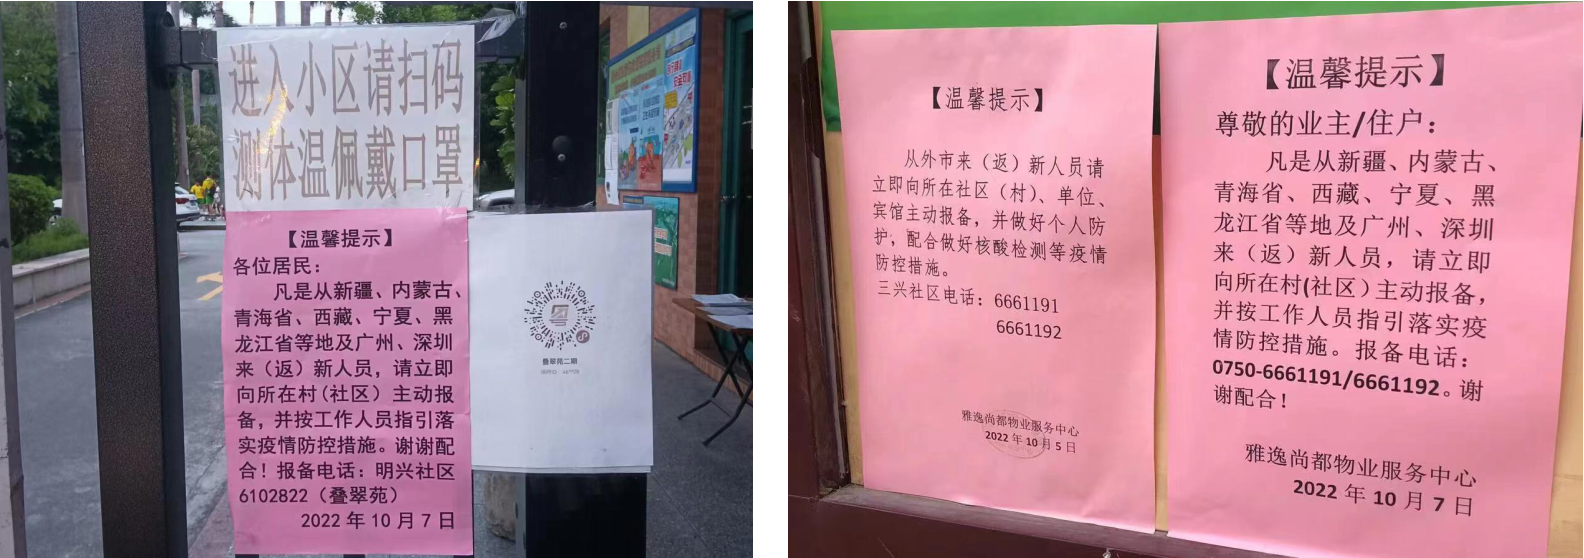 进入小区请扫码
测体温佩戴口罩
【温馨提示】
各位居民：
凡是从新疆、内蒙古、
青海省、西藏、宁夏、黑
龙江省等地及广州、深圳
来（返）新人员，请立即
向所在村(社区）主动报
备，并按工作人员指引落
实疫情防控措施。谢谢配
合！报备电话：明兴社区
6102822（叠翠苑）
2022 年 10 月 7 日
叠翠苑二期
【温馨提示】
从外市来（返）新人员请
立即向所在社区（村）、单位、
宾馆主动报备，并做好个人防
护，配合做好核酸检测等疫情
防控措施。
三兴社区电话：6661191
6661192
雅逸尚都物业服务中心
2022 年 10 月 5 日
【温馨提示】
尊敬的业主/住户：
凡是从新疆、内蒙古、
青海省、西藏、宁夏、黑
龙江省等地及广州、深圳
来（返）新人员，请立即
向所在村(社区）主动报备，
并按工作人员指引落实疫
情防控措施。报备电话：
0750-6661191/6661192。谢
谢配合！
雅逸尚都物业服务中心
2022 年 10 月 7 日